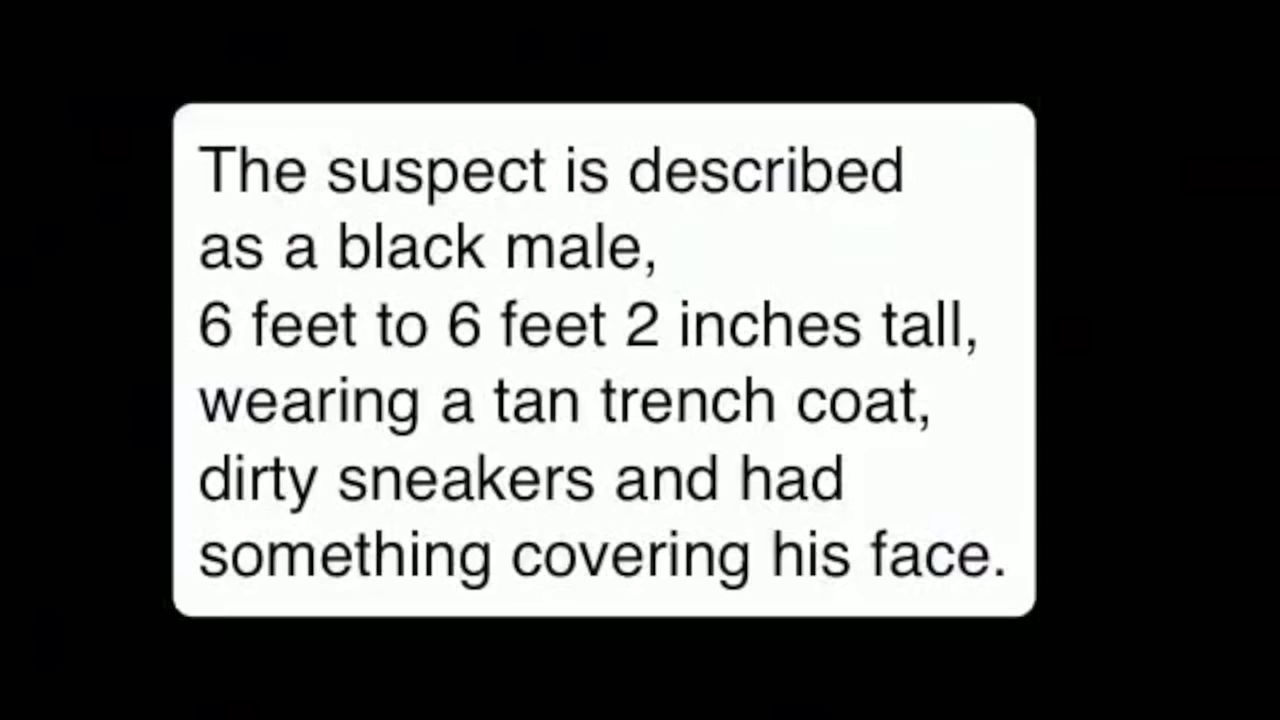 The suspect is described
as a black male,
6 feet to 6 feet 2 inches tall,
wearing a tan trench coat,
dirty sneakers and had
something covering his face.